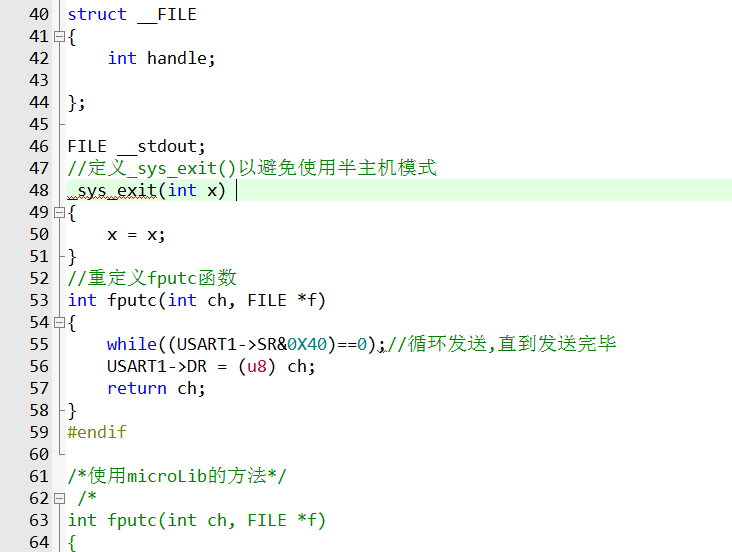 40 struct __FILE
41 {
42     int handle;
43
44 };
45
46 FILE __stdout;
47 //定义_sys_exit()以避免使用半主机模式
48 _sys_exit(int x)
49 {
50     x = x;
51 }
52 //重定义fputc函数
53 int fputc(int ch, FILE *f)
54 {
55     while((USART1->SR&0X40)==0);//循环发送,直到发送完毕
56     USART1->DR = (u8) ch;
57     return ch;
58 }
59 #endif
60
61 /*使用microLib的方法*/
62  /*
63 int fputc(int ch, FILE *f)
64 {